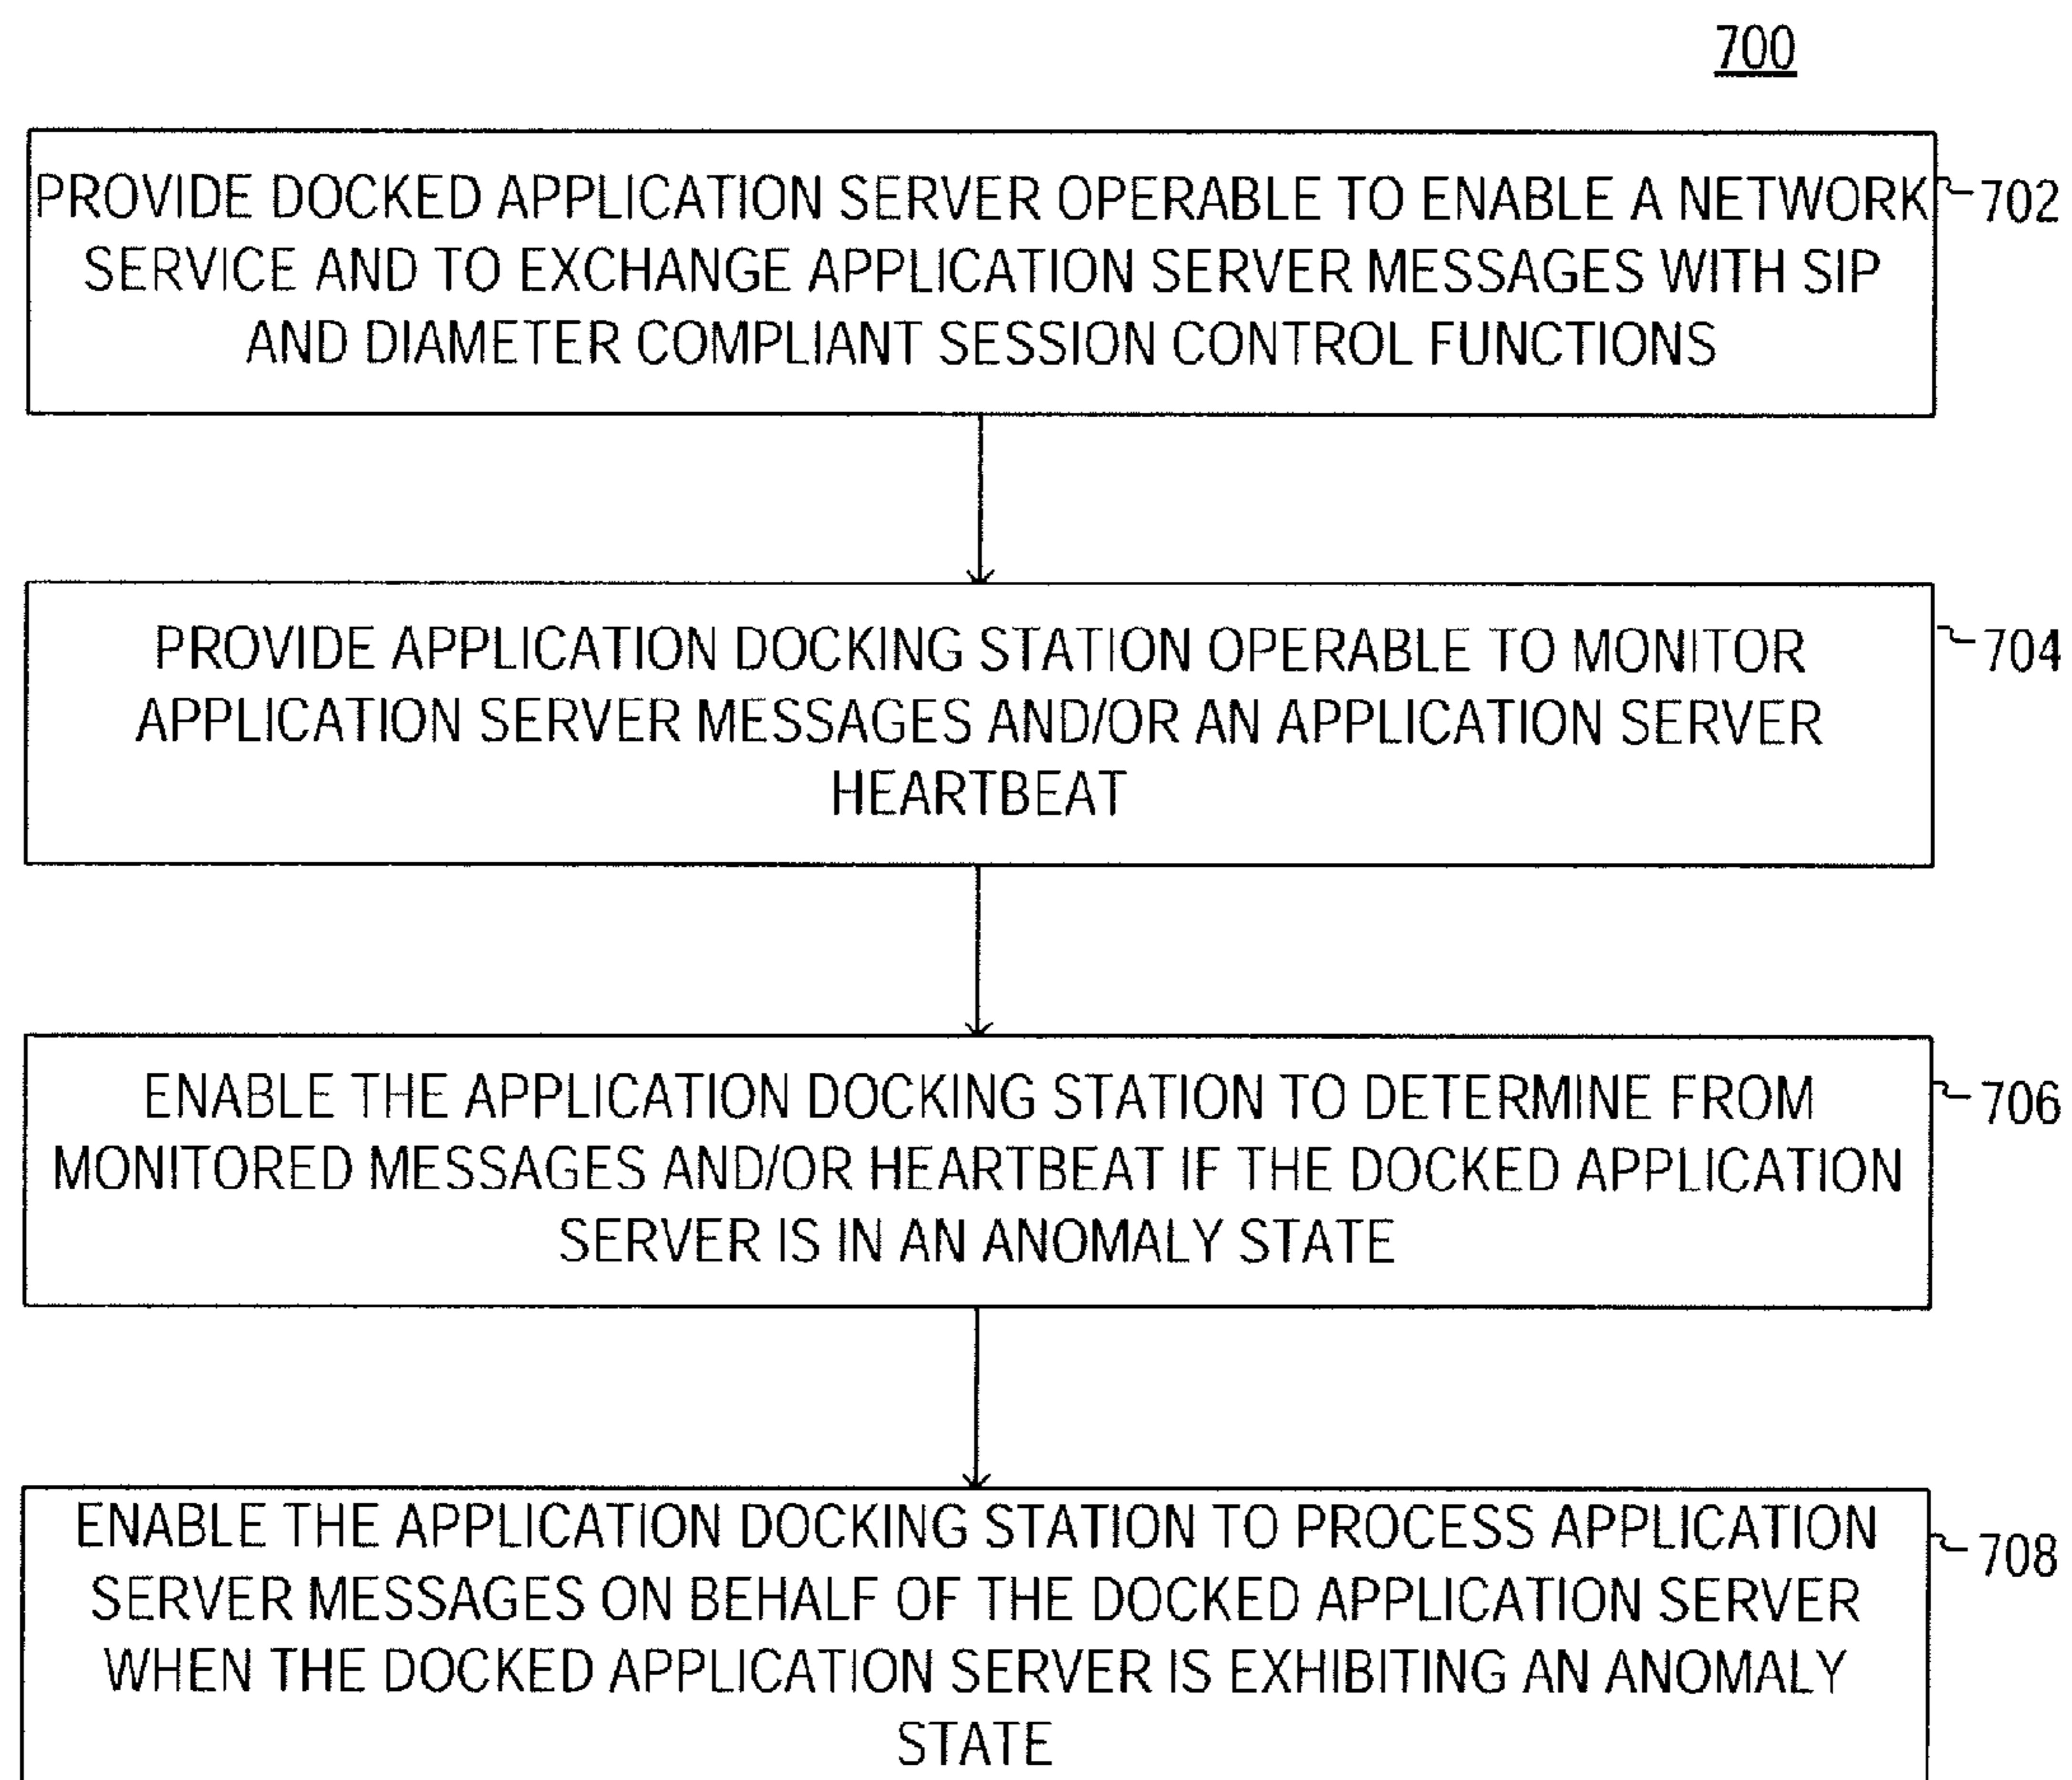 700
PROVIDE DOCKED APPLICATION SERVER OPERABLE TO ENABLE A NETWORK
SERVICE AND TO EXCHANGE APPLICATION SERVER MESSAGES WITH SIP
AND DIAMETER COMPLIANT SESSION CONTROL FUNCTIONS
702
PROVIDE APPLICATION DOCKING STATION OPERABLE TO MONITOR
APPLICATION SERVER MESSAGES AND/OR AN APPLICATION SERVER
HEARTBEAT
704
ENABLE THE APPLICATION DOCKING STATION TO DETERMINE FROM
MONITORED MESSAGES AND/OR HEARTBEAT IF THE DOCKED APPLICATION
SERVER IS IN AN ANOMALY STATE
706
ENABLE THE APPLICATION DOCKING STATION TO PROCESS APPLICATION
SERVER MESSAGES ON BEHALF OF THE DOCKED APPLICATION SERVER
WHEN THE DOCKED APPLICATION SERVER IS EXHIBITING AN ANOMALY
STATE
708